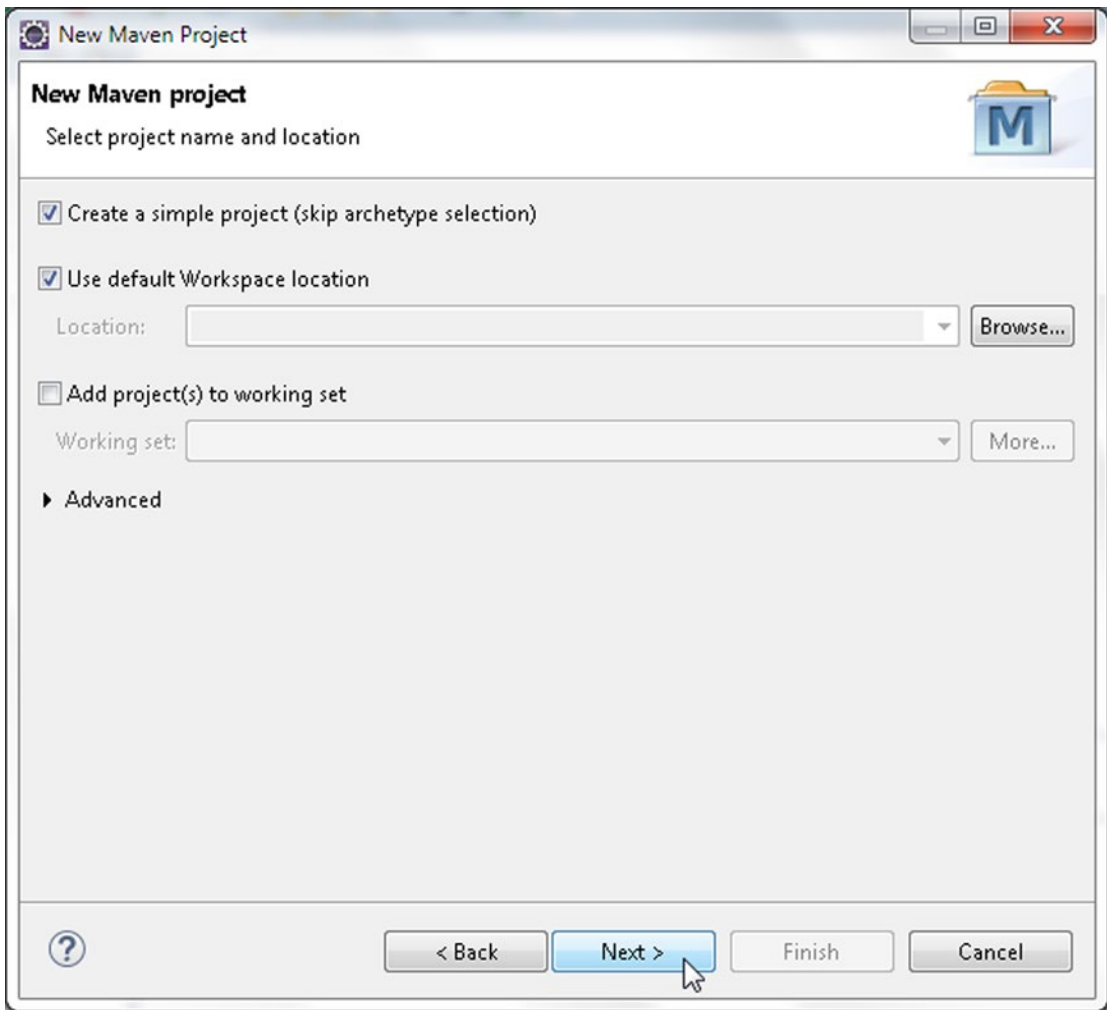 New Maven Project
New Maven project
Select project name and location
M
Create a simple project (skip archetype selection)
Use default Workspace location
Location:
Browse...
Add project(s) to working set
Working set:
More...
Advanced
?
< Back
Next >
Finish
Cancel